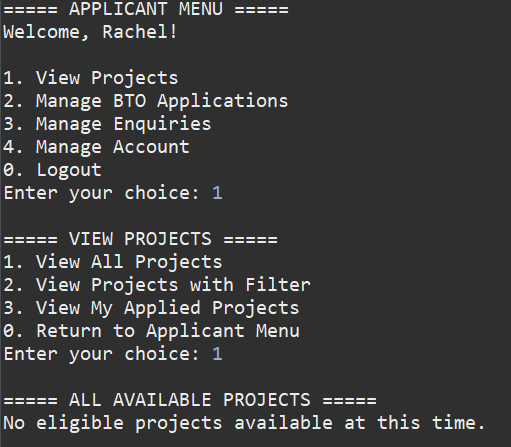 ===== APPLICANT MENU =====
Welcome, Rachel!
1. View Projects
2. Manage BTO Applications
3. Manage Enquiries
4. Manage Account
0. Logout
Enter your choice: 1
===== VIEW PROJECTS =====
1. View All Projects
2. View Projects with Filter
3. View My Applied Projects
0. Return to Applicant Menu
Enter your choice: 1
===== ALL AVAILABLE PROJECTS =====
No eligible projects available at this time.